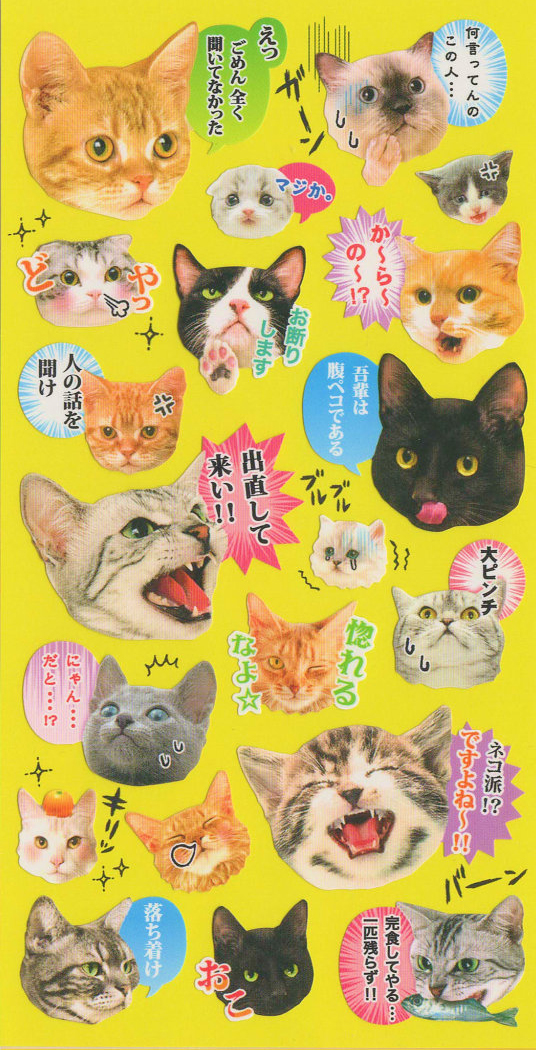 えっ
ごめん 全く
聞いてなかった
ガーン
何言ってんの
この人…
マジか。
どやっ
お断り
します
か〜ら〜
の〜!?
人の話を
聞け
吾輩は
腹ペコである
出直して
来い!!
ブルブル
大ピンチ
惚れる
なよ☆
にゃん…
だと…!?
ネコ派!?
ですよね〜!!
キリッ
バーン
落ち着け
おこ
完食してやる…
一匹残らず!!